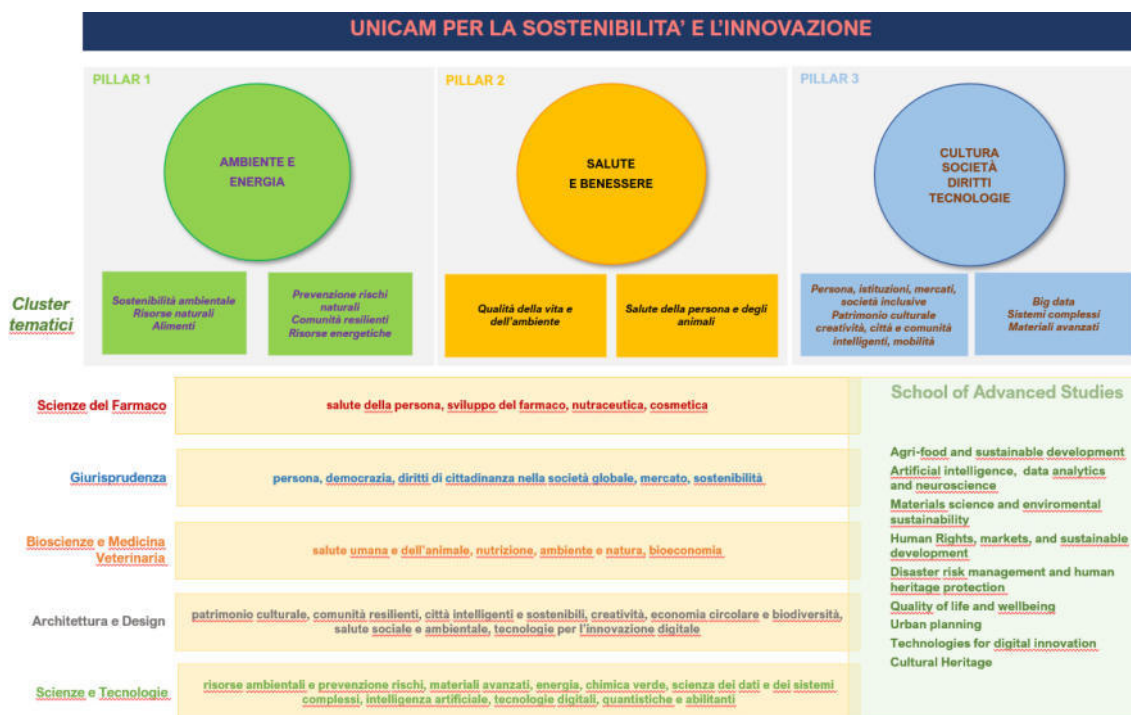 UNICAM PER LA SOSTENIBILITA' E L'INNOVAZIONE
PILLAR 1
AMBIENTE E
ENERGIA
PILLAR 2
SALUTE
E BENESSERE
PILLAR 3
CULTURA
SOCIETÀ
DIRITTI
TECNOLOGIE
Cluster
tematici
Sostenibilità ambientale
Risorse naturali
Alimenti
Prevenzione rischi
naturali
Comunità resilienti
Risorse energetiche
Qualità della vita e
dell'ambiente
Salute della persona e degli
animali
Persona, istituzioni, mercati,
società inclusive
Patrimonio culturale
creatività, città e comunità
intelligenti, mobilità
Big data
Sistemi complessi
Materiali avanzati
Scienze del Farmaco
salute della persona, sviluppo del farmaco, nutraceutica, cosmetica
Giurisprudenza
persona, democrazia, diritti di cittadinanza nella società globale, mercato, sostenibilità
Bioscienze e Medicina
Veterinaria
salute umana e dell'animale, nutrizione, ambiente e natura, bioeconomia
Architettura e Design
patrimonio culturale, comunità resilienti, città intelligenti e sostenibili, creatività, economia circolare e biodiversità,
salute sociale e ambientale, tecnologie per l'innovazione digitale
Scienze e Tecnologie
risorse ambientali e prevenzione rischi, materiali avanzati, energia, chimica verde, scienza dei dati e dei sistemi
complessi, intelligenza artificiale, tecnologie digitali, quantistiche e abilitanti
School of Advanced Studies
Agri-food and sustainable development
Artificial intelligence, data analytics
and neuroscience
Materials science and enviromental
sustainability
Human Rights, markets, and sustainable
development
Disaster risk management and human
heritage protection
Quality of life and wellbeing
Urban planning
Technologies for digital innovation
Cultural Heritage